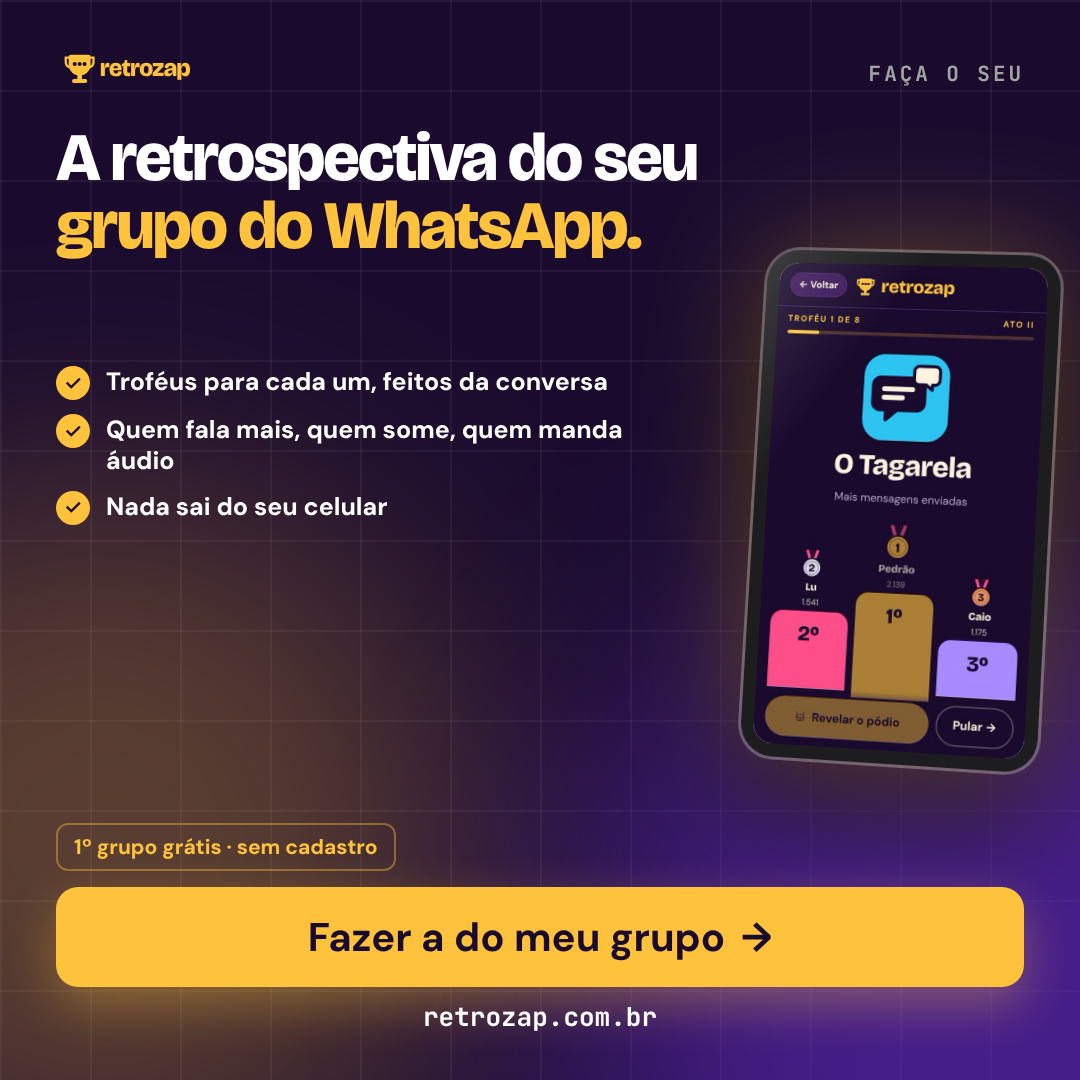 retrozap
FAÇA O SEU
A retrospectiva do seu
grupo do WhatsApp.
Troféus para cada um, feitos da conversa
Quem fala mais, quem some, quem manda
áudio
Nada sai do seu celular
← Voltar
retrozap
TROFÉU 1 DE 8
ATO II
O Tagarela
Mais mensagens enviadas
1
Pedrão
2.139
2
Lu
1.541
3
Caio
1.175
1º
2º
3º
Revelar o pódio
Pular →
1º grupo grátis · sem cadastro
Fazer a do meu grupo →
retrozap.com.br